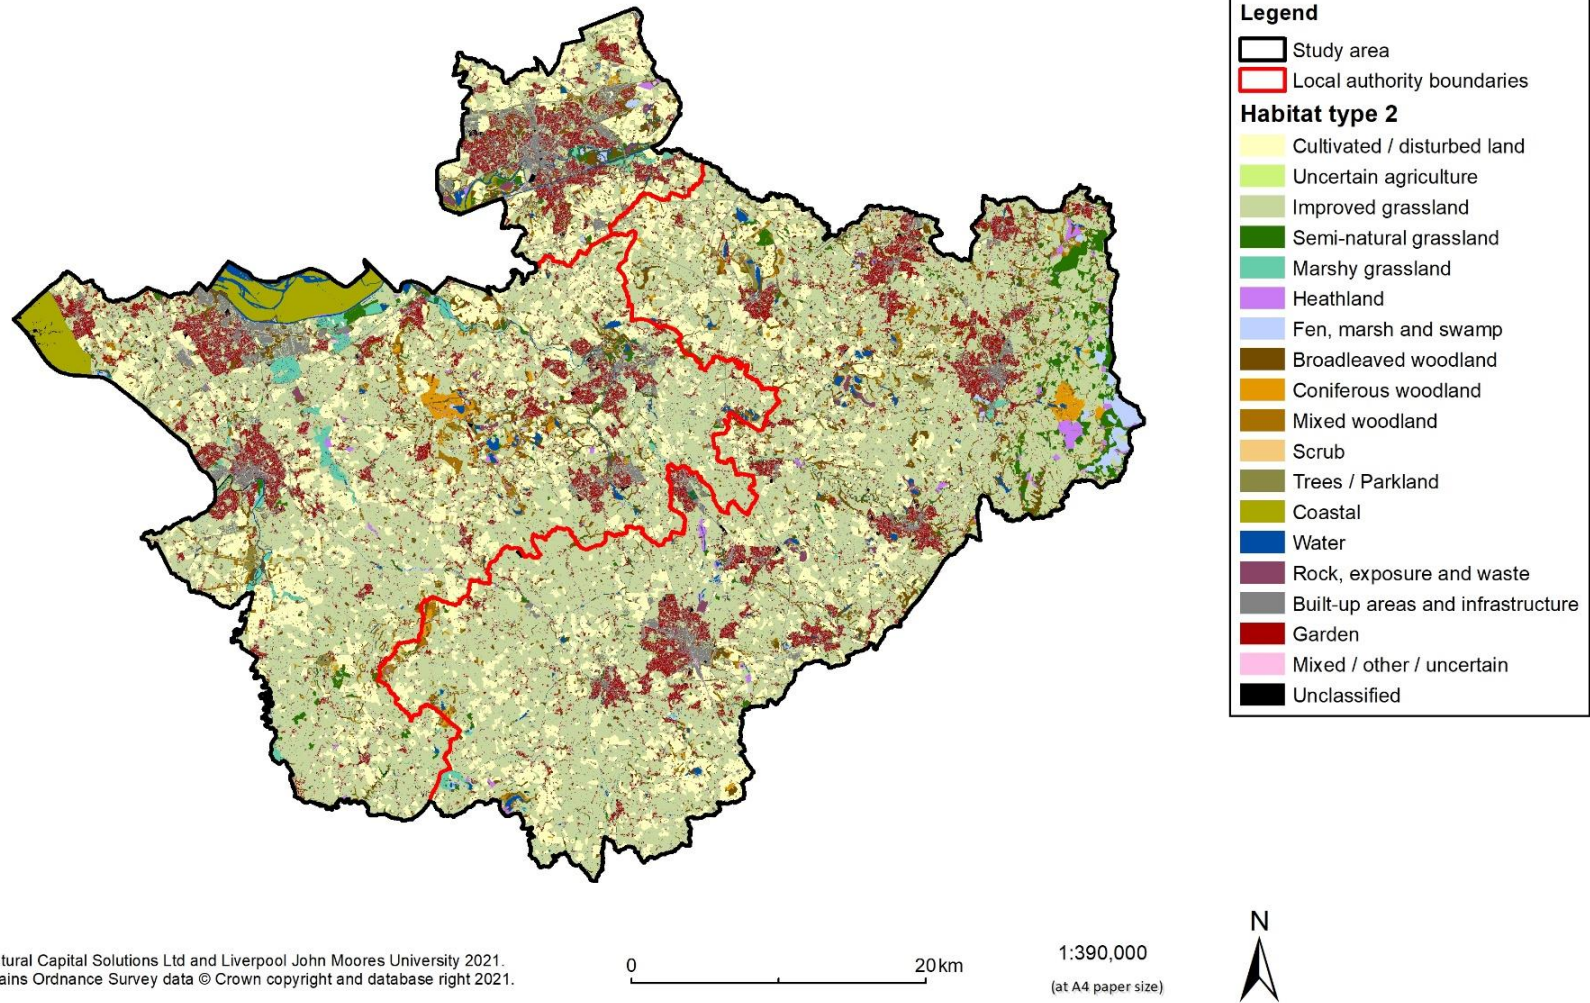 Legend
Study area
Local authority boundaries
Habitat type 2
Cultivated / disturbed land
Uncertain agriculture
Improved grassland
Semi-natural grassland
Marshy grassland
Heathland
Fen, marsh and swamp
Broadleaved woodland
Coniferous woodland
Mixed woodland
Scrub
Trees / Parkland
Coastal
Water
Rock, exposure and waste
Built-up areas and infrastructure
Garden
Mixed / other / uncertain
Unclassified
N
tural Capital Solutions Ltd and Liverpool John Moores University 2021.
ains Ordnance Survey data © Crown copyright and database right 2021.
0 20km
1:390,000
(at A4 paper size)